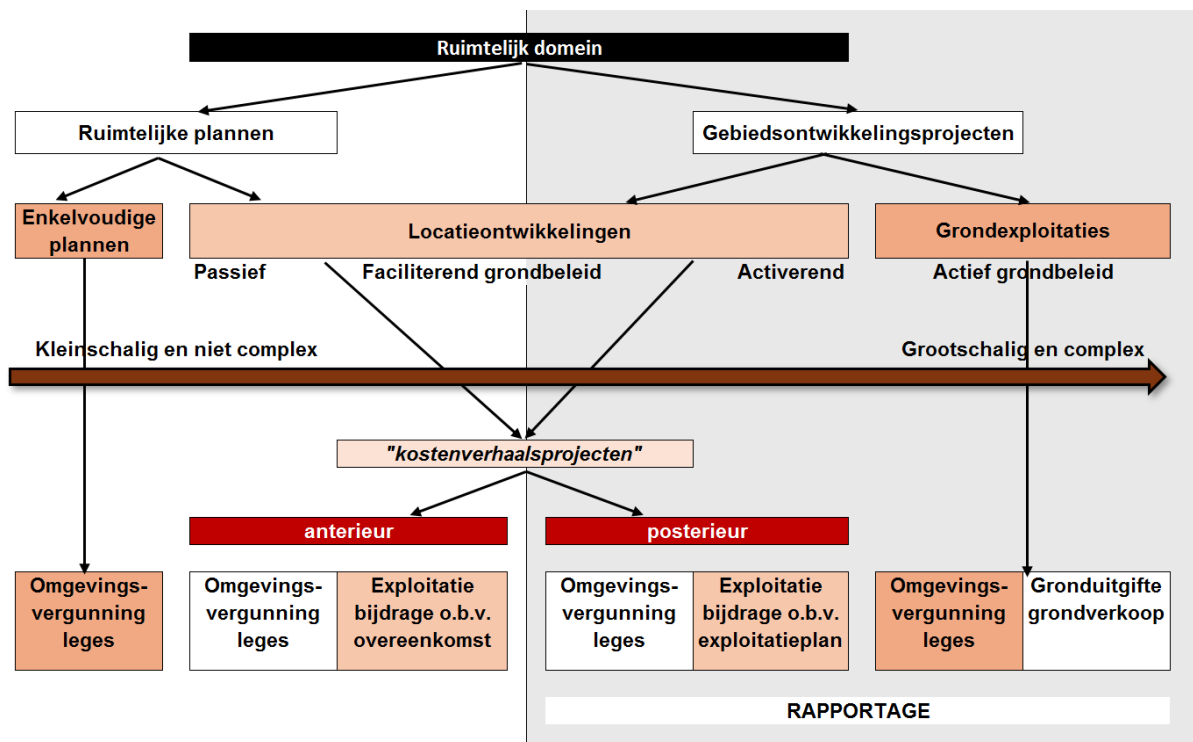 Ruimtelijk domein
Ruimtelijke plannen
Gebiedsontwikkelingsprojecten
Enkelvoudige
plannen
Locatieontwikkelingen
Grondexploitaties
Passief
Faciliterend grondbeleid
Activerend
Actief grondbeleid
Kleinschalig en niet complex
Grootschalig en complex
"kostenverhaalsprojecten"
anterieur
posterieur
Omgevings-
vergunning
leges
Omgevings-
vergunning
leges
Exploitatie
bijdrage o.b.v.
overeenkomst
Omgevings-
vergunning
leges
Exploitatie
bijdrage o.b.v.
exploitatieplan
Omgevings-
vergunning
leges
Gronduitgifte
grondverkoop
RAPPORTAGE